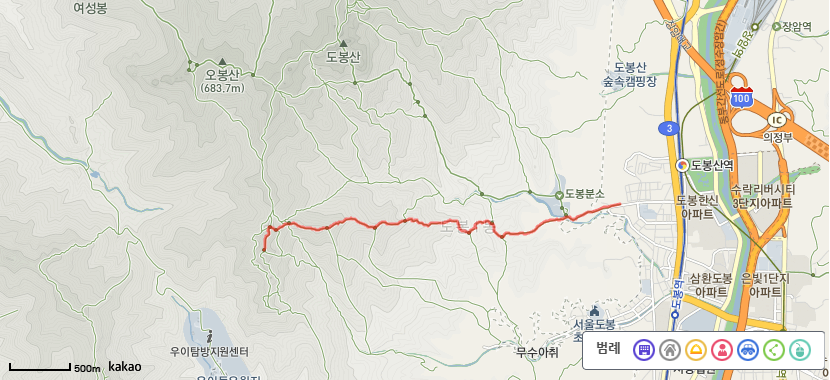 여성봉
장암역
오봉산
(683.7m)
도봉산
도봉산
숲속캠핑장
100
IC
의정부
3
도봉산역
도봉분소
수락리버시티
3단지아파트
도봉한신
아파트
삼환도봉
아파트
은빛1단지
아파트
도봉역
서울도봉
초
무수아취
우이탐방지원센터
범례
500m kakao